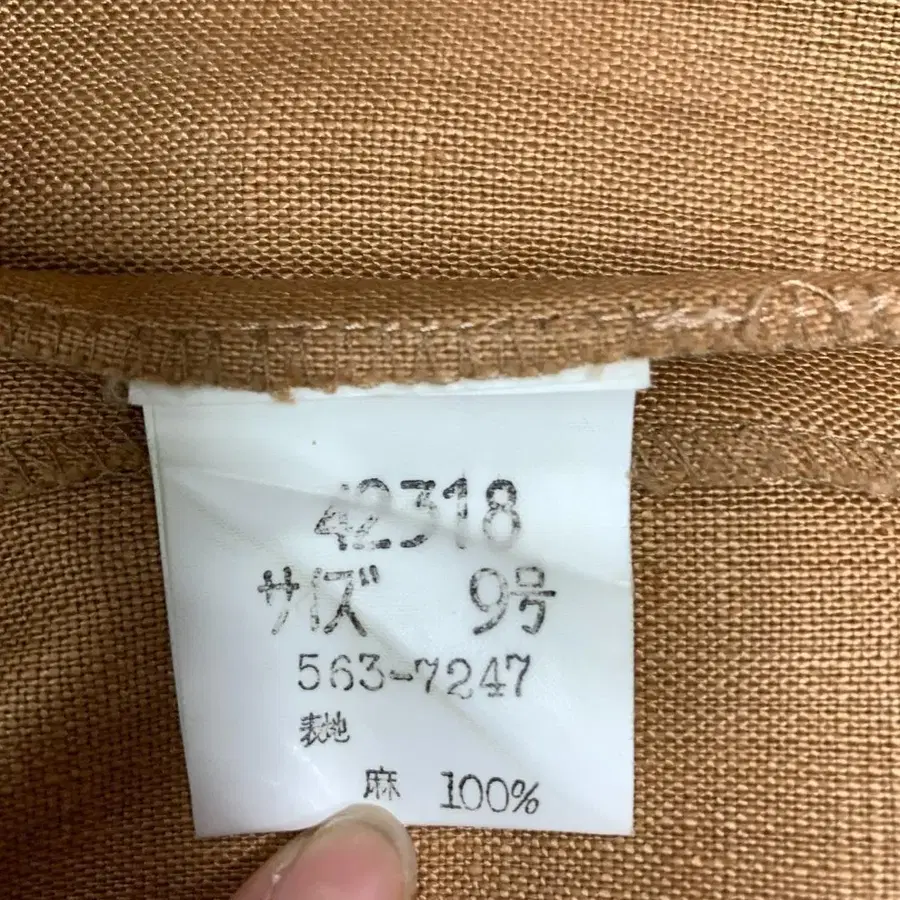 42318
サイズ 9号
563-7247
表地
麻 100%